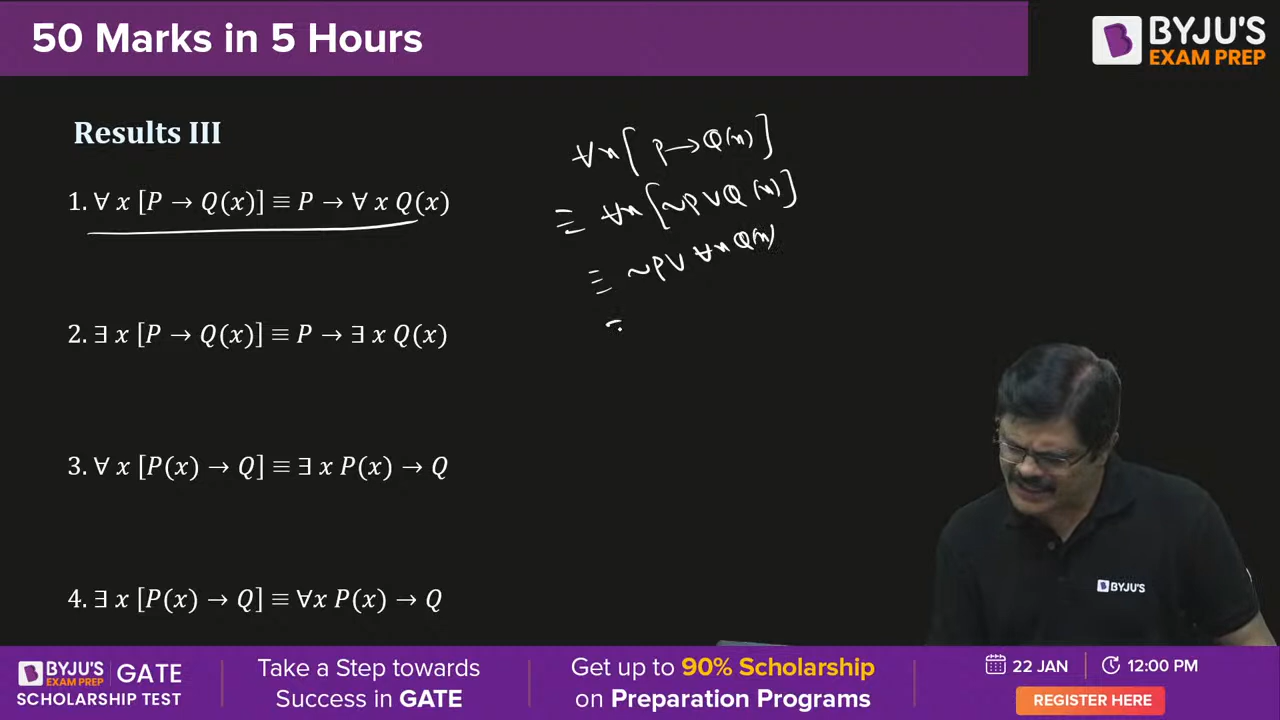 50 Marks in 5 Hours
BYJU'S
EXAM PREP
Results III
1. ∀ x [P → Q(x)] ≡ P → ∀ x Q(x)
2. ∃ x [P → Q(x)] ≡ P → ∃ x Q(x)
3. ∀ x [P(x) → Q] ≡ ∃ x P(x) → Q
4. ∃ x [P(x) → Q] ≡ ∀x P(x) → Q
∀x [ P → Q(x) ]
≡ ∀x [~P ∨ Q(x)]
≡ ~P ∨ ∀x Q(x)
BYJU'S
BYJU'S
EXAM PREP
GATE
SCHOLARSHIP TEST
Take a Step towards
Success in GATE
Get up to 90% Scholarship
on Preparation Programs
22 JAN
12:00 PM
REGISTER HERE